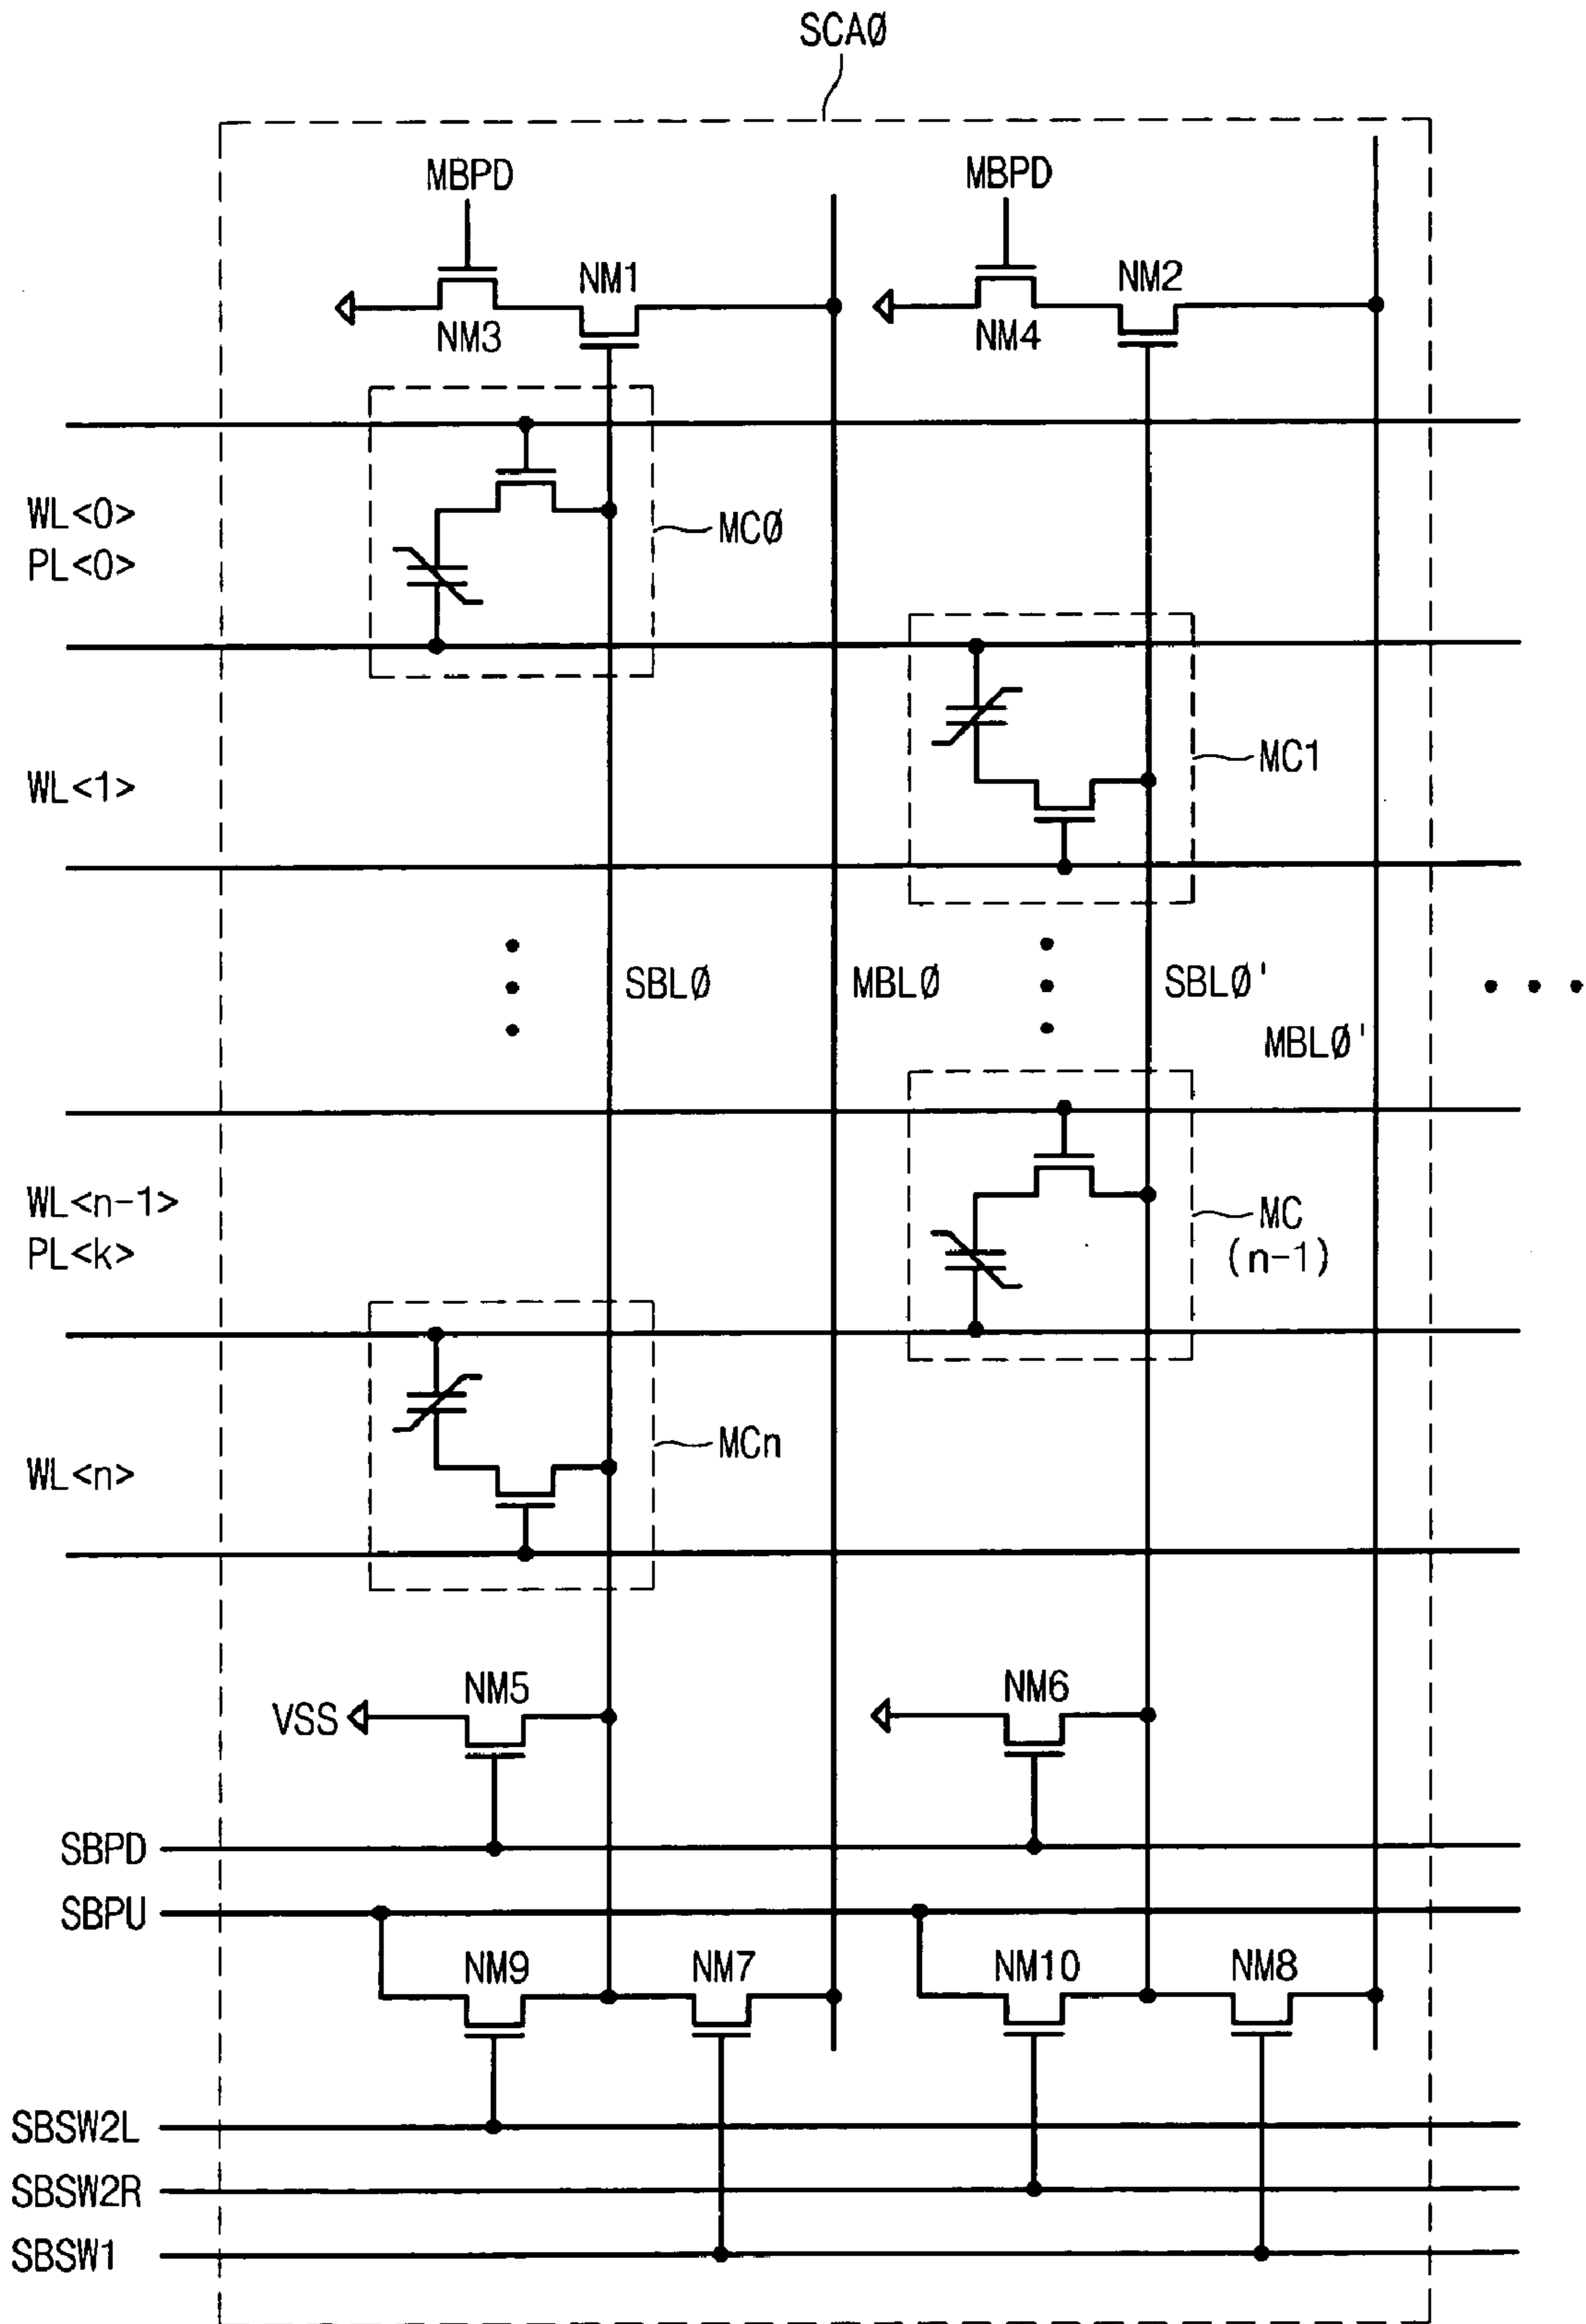 SCAØ
MBPD
MBPD
NM1
NM2
NM3
NM4
WL<0>
PL<0>
MCØ
WL<1>
MC1
SBLØ
MBLØ
SBLØ'
MBLØ'
WL<n-1>
PL<k>
MC
(n-1)
WL<n>
MCn
NM5
NM6
VSS
SBPD
SBPU
NM9
NM7
NM10
NM8
SBSW2L
SBSW2R
SBSW1